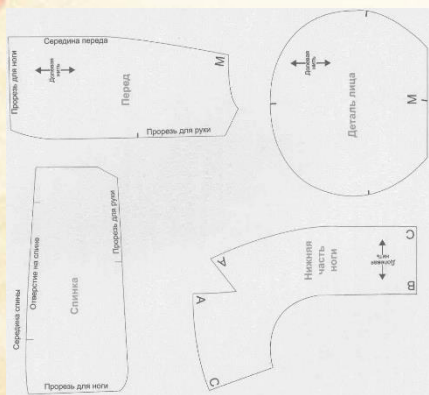 Середина переда
Прорезь для ноги
Долевая
нить
Перед
М
Прорезь для руки
Долевая
нить
Деталь лица
М
Середина спины
Отверстие на спине
Спинка
Прорезь для руки
Прорезь для ноги
А
А
С
Нижняя
часть
ноги
Долевая
нить
С
В